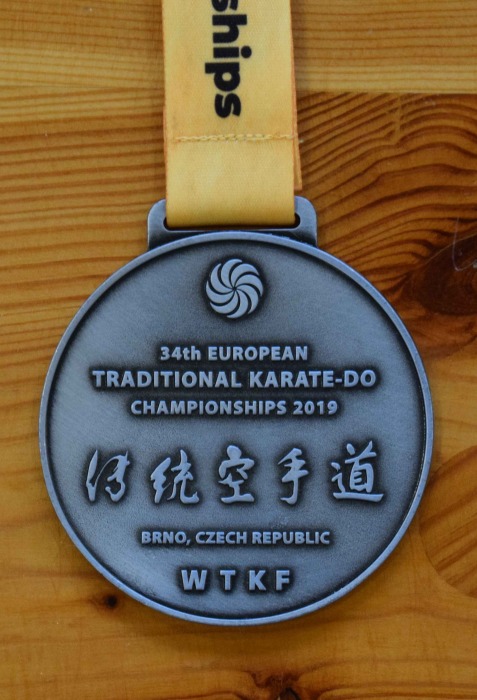 ships
34th EUROPEAN
TRADITIONAL KARATE-DO
CHAMPIONSHIPS 2019
传统空手道
BRNO, CZECH REPUBLIC
WTKF